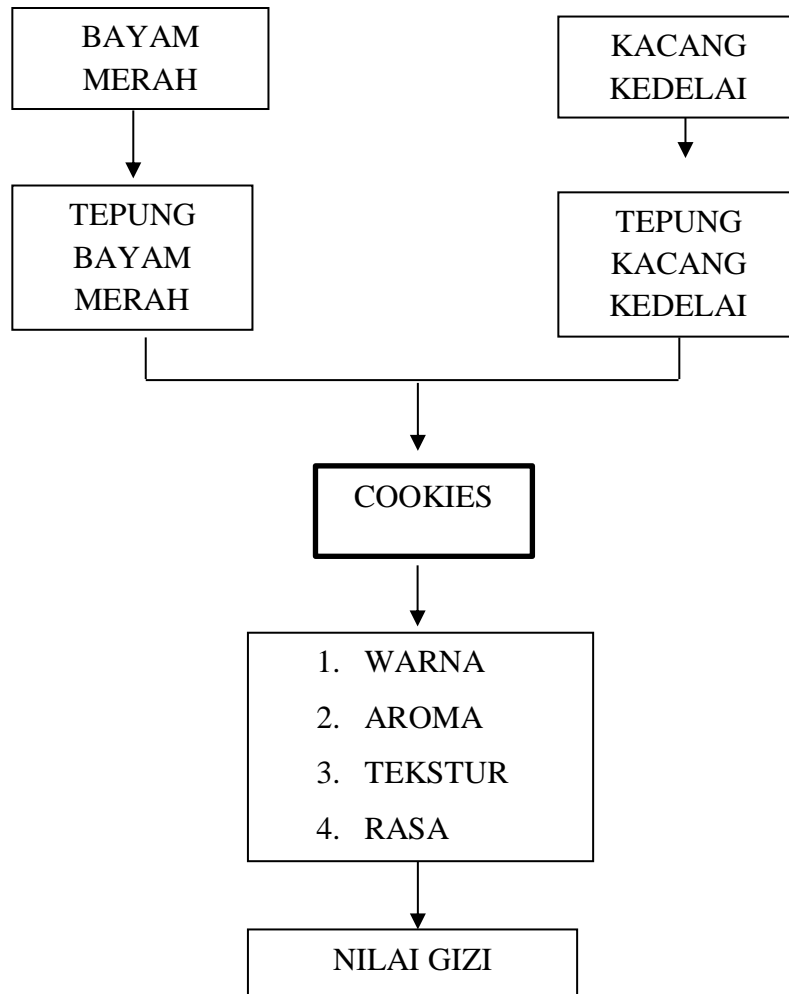 BAYAM
MERAH
KACANG
KEDELAI
TEPUNG
BAYAM
MERAH
TEPUNG
KACANG
KEDELAI
COOKIES
1. WARNA
2. AROMA
3. TEKSTUR
4. RASA
NILAI GIZI